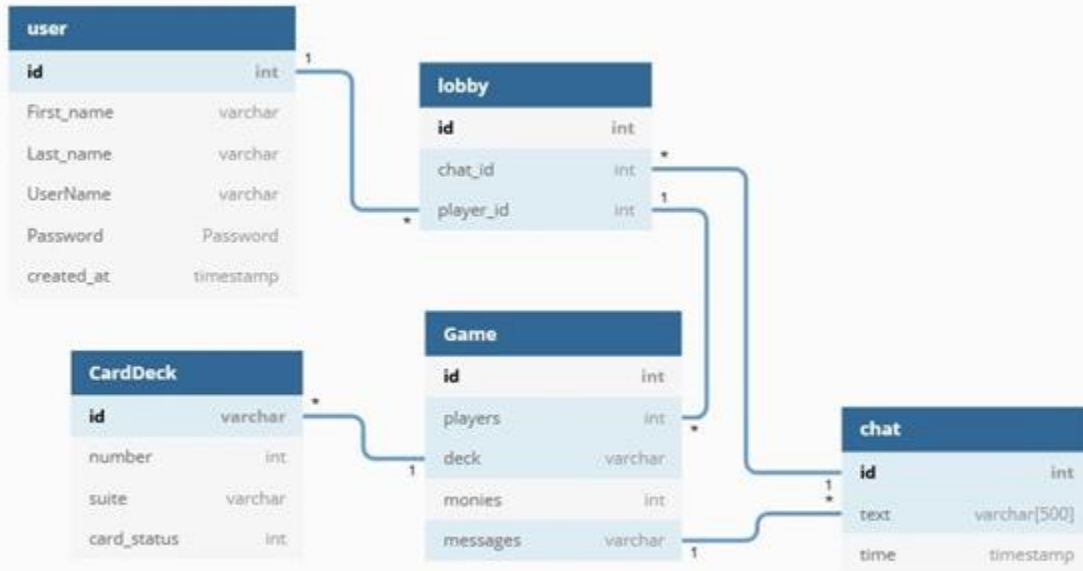 user
id int
First_name varchar
Last_name varchar
UserName varchar
Password Password
created_at timestamp
1
*
lobby
id int
chat_id int
player_id int
*
1
CardDeck
id varchar
number int
suite varchar
card_status int
*
1
Game
id int
players int
deck varchar
monies int
messages varchar
*
1
chat
id int
text varchar[500]
time timestamp
1
*